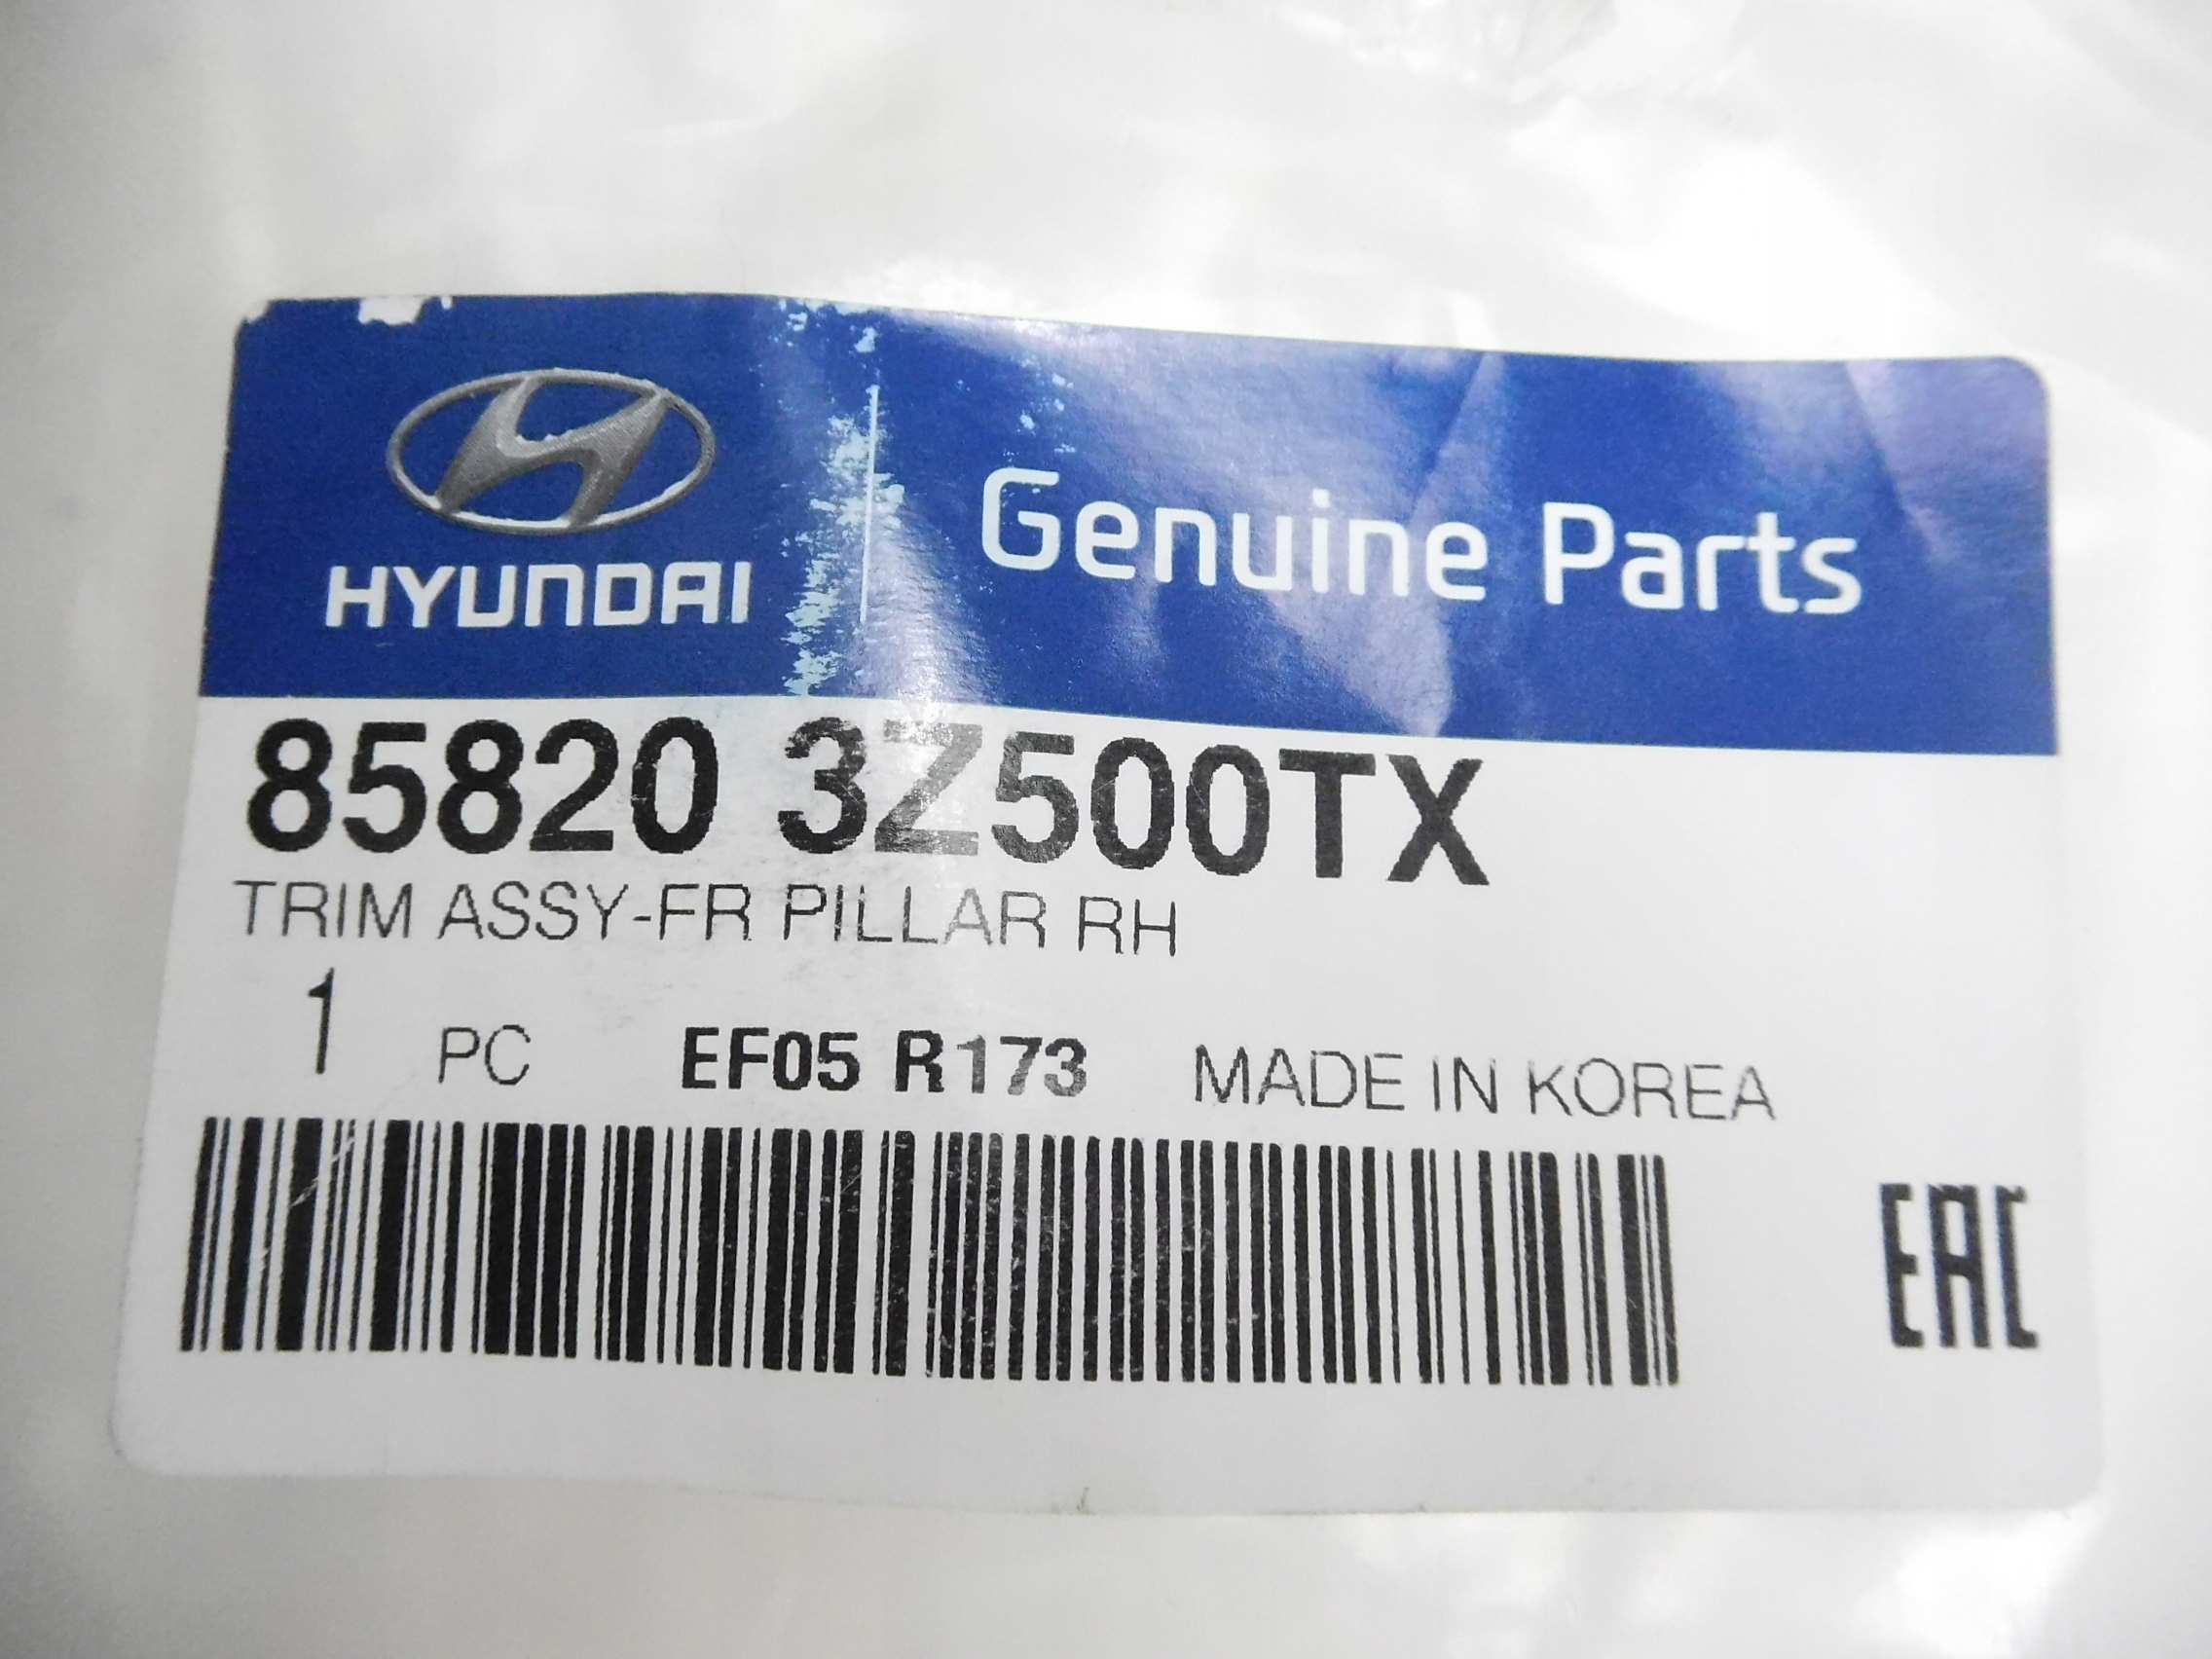 HYUNDAI
Genuine Parts
85820 3Z500TX
TRIM ASSY-FR PILLAR RH
1 PC EF05 R173 MADE IN KOREA
EAC